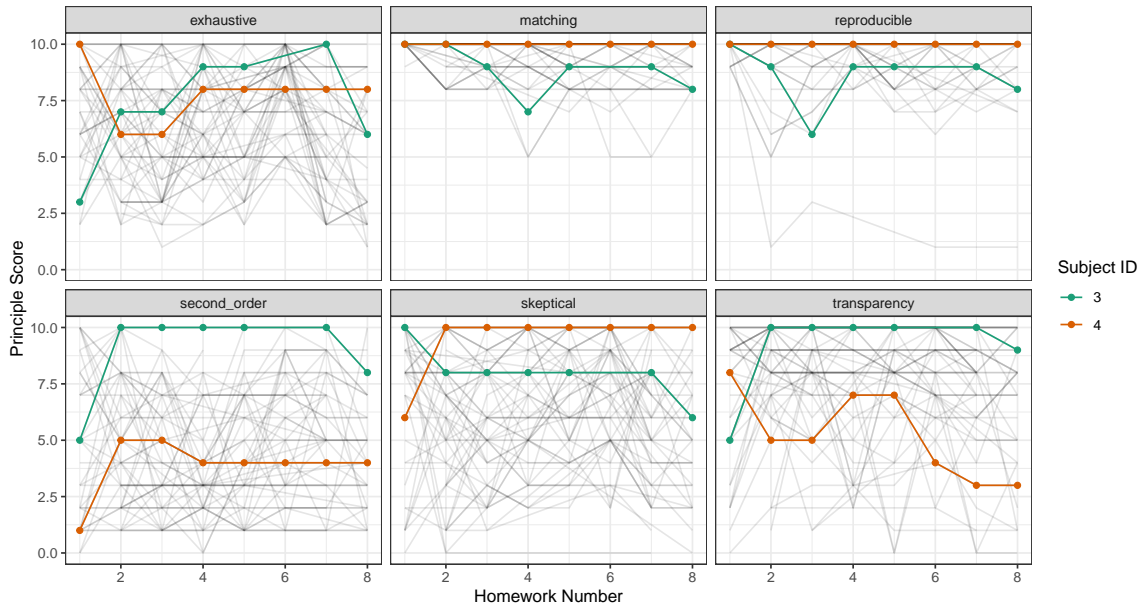 exhaustive
matching
reproducible
10.0
7.5
5.0
2.5
0.0
second_order
skeptical
transparency
10.0
7.5
5.0
2.5
0.0
2 4 6 8
2 4 6 8
2 4 6 8
Homework Number
Principle Score
Subject ID
3
4